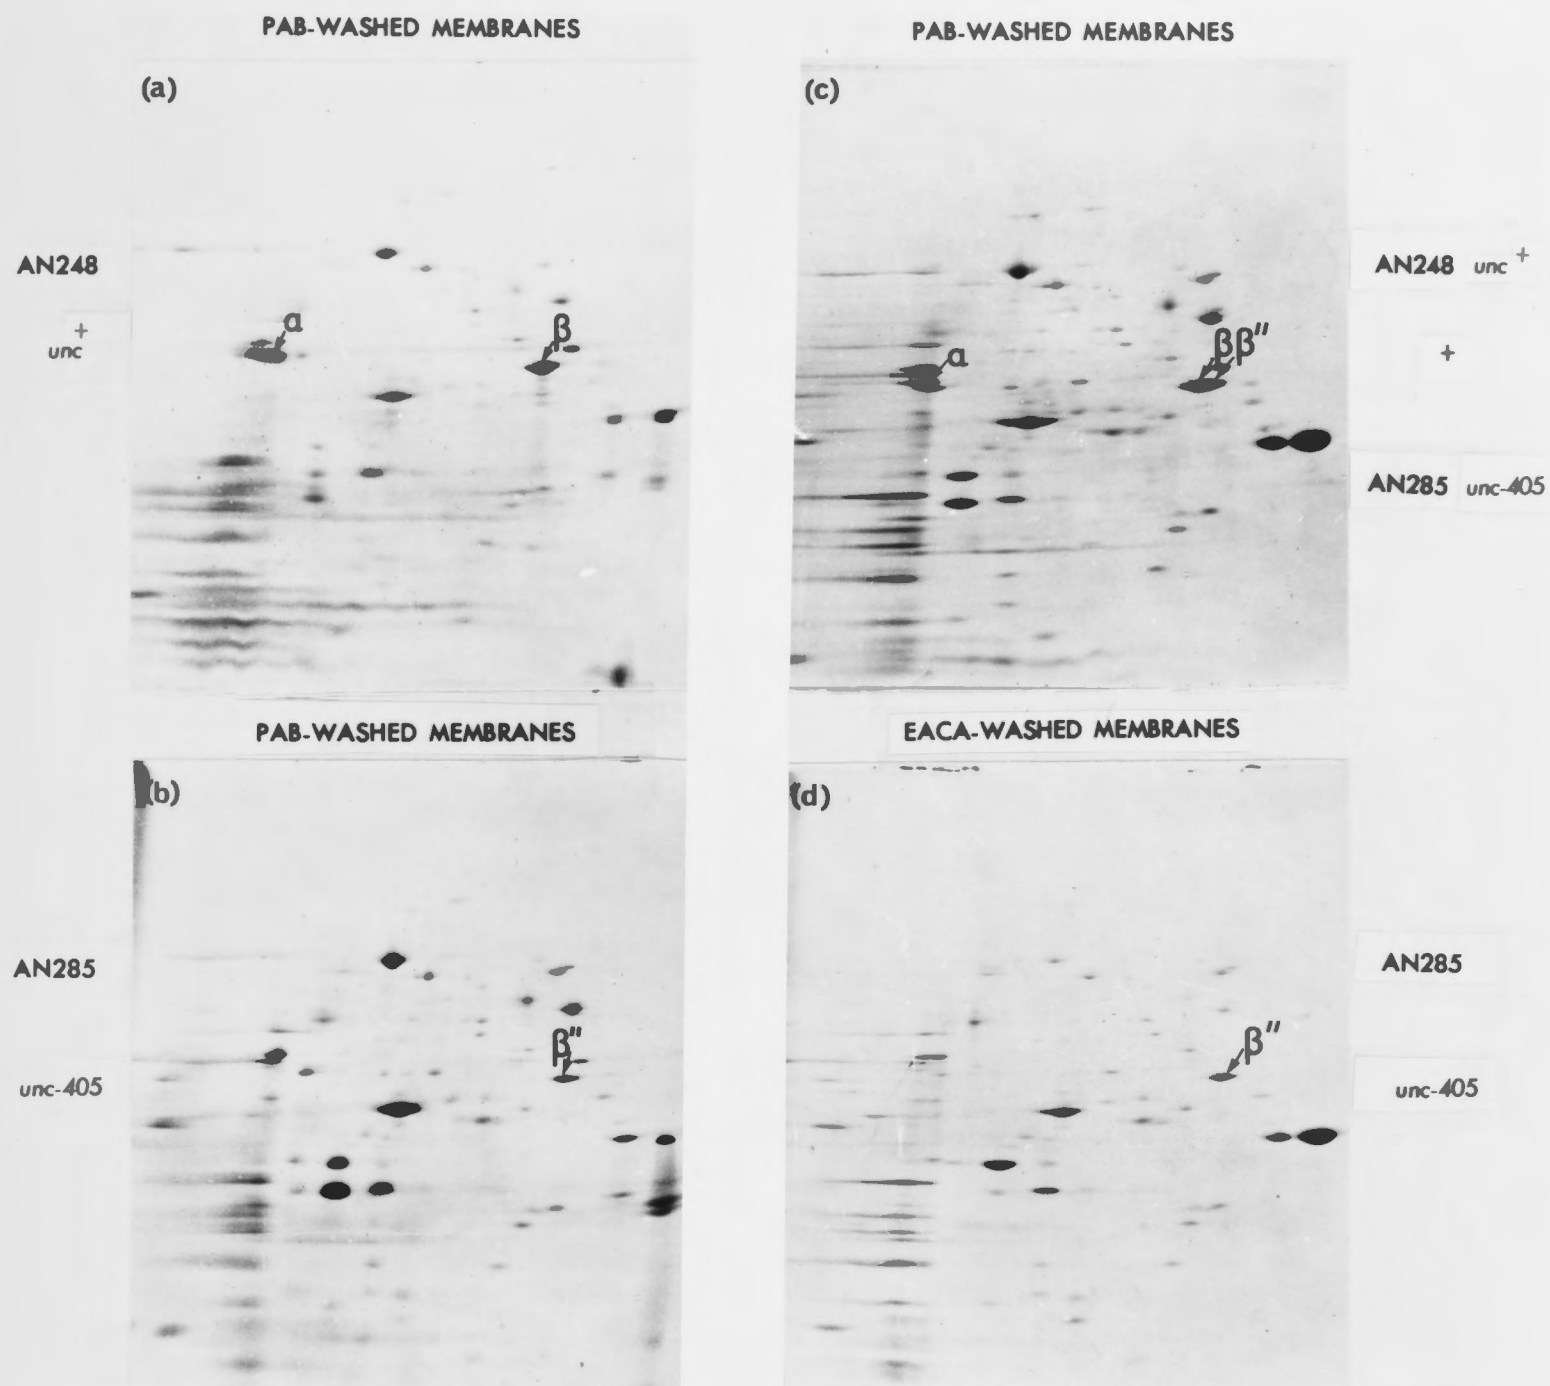 PAB-WASHED MEMBRANES
(a)
AN248
unc+
α
β
PAB-WASHED MEMBRANES
(c)
AN248 unc+
+
AN285 unc-405
α
ββ"
PAB-WASHED MEMBRANES
(b)
AN285
unc-405
β"
EACA-WASHED MEMBRANES
(d)
AN285
unc-405
β"